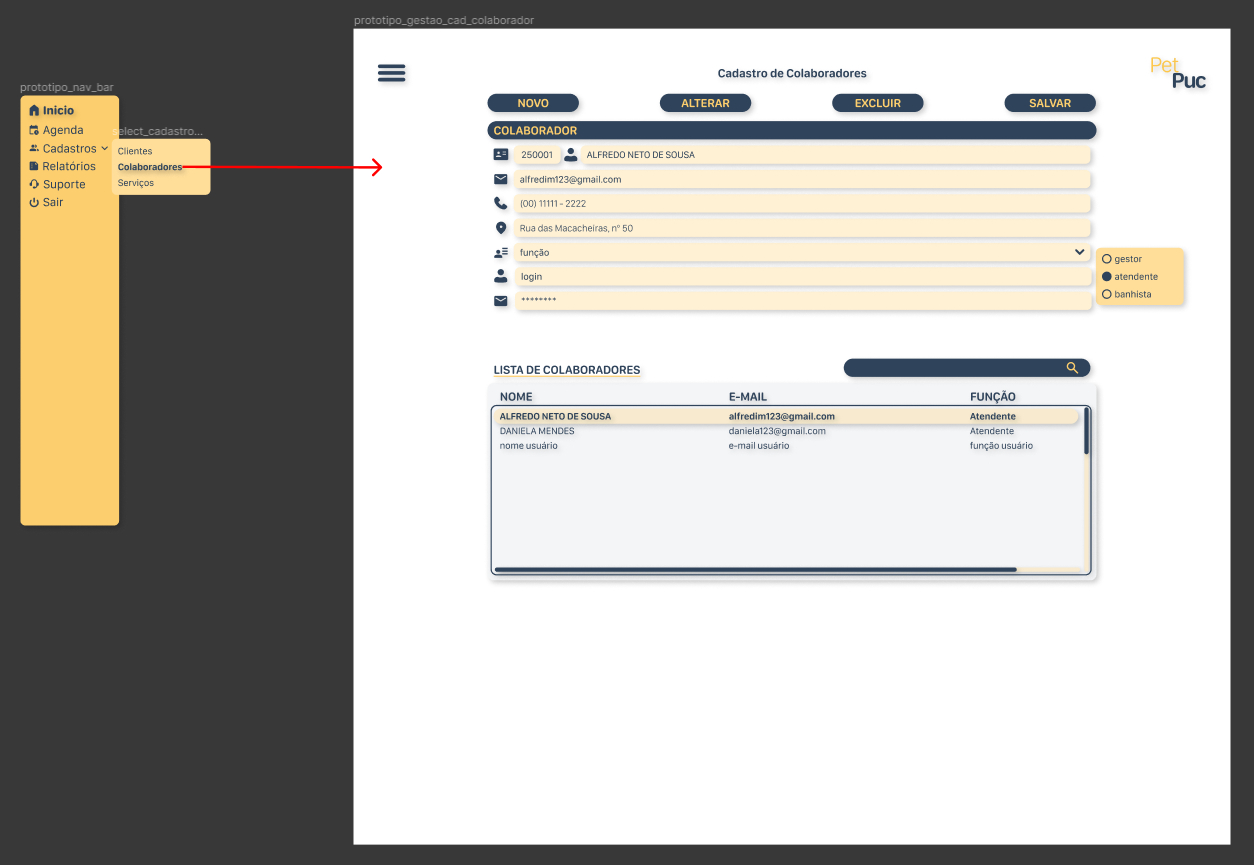 prototipo_gestao_cad_colaborador
prototipo_nav_bar
Inicio
Agenda
Cadastros
Relatórios
Suporte
Sair
select_cadastro...
Clientes
Colaboradores
Serviços
Cadastro de Colaboradores
Pet
Puc
NOVO ALTERAR EXCLUIR SALVAR
COLABORADOR
250001 ALFREDO NETO DE SOUSA
alfredim123@gmail.com
(00) 11111 - 2222
Rua das Macacheiras, n° 50
função
login
********
gestor
atendente
banhista
LISTA DE COLABORADORES
NOME E-MAIL FUNÇÃO
ALFREDO NETO DE SOUSA alfredim123@gmail.com Atendente
DANIELA MENDES daniela123@gmail.com Atendente
nome usuário e-mail usuário função usuário